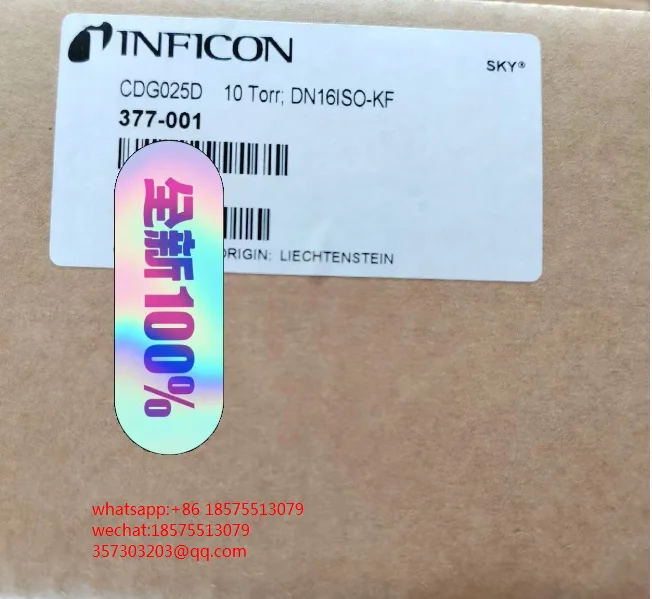 INFICON
SKY®
CDG025D 10 Torr; DN16ISO-KF
377-001
ORIGIN: LIECHTENSTEIN
全新100%
whatsapp:+86 18575513079
wechat:18575513079
357303203@qq.com